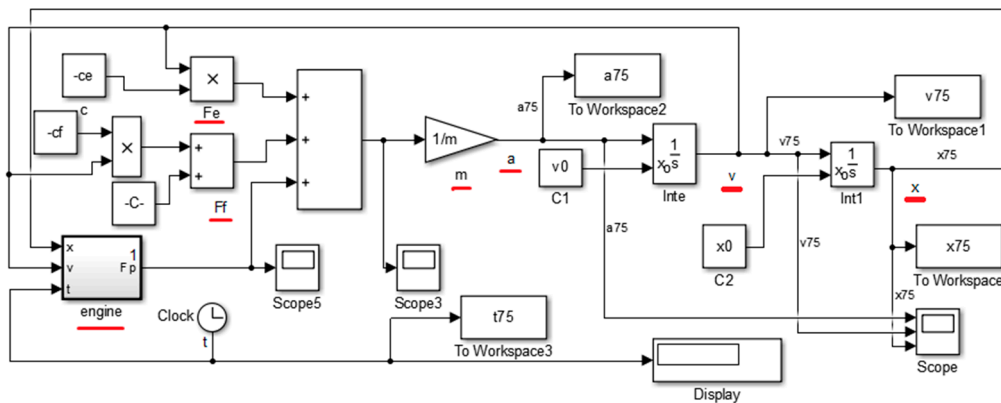 -ce
×
Fe
c
-cf
×
+
+
-C-
Ff
+
+
+
1/m
m
a
a75
a75
To Workspace2
v0
C1
1
xo s
Inte
v
v75
v75
To Workspace1
1
xo s
Int1
x75
x
a75
x0
C2
v75
x75
To Workspace
x75
Scope
x
v
t
1
Fp
engine
Scope5
Scope3
Clock
t
t75
To Workspace3
Display